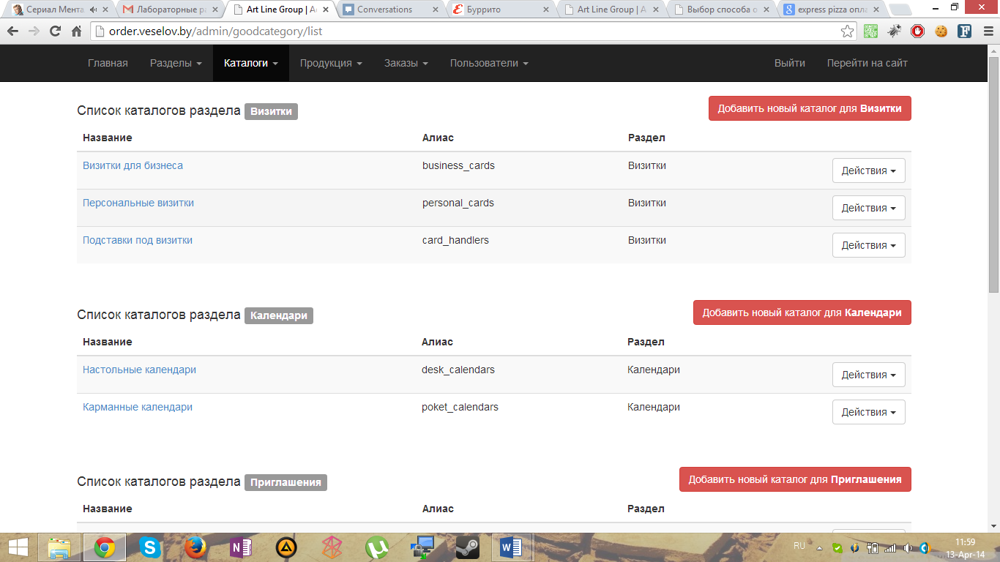 Сериал Мента
Лабораторные ра
Art Line Group | Ad
Conversations
Буррито
Art Line Group | A
Выбор способа о
express pizza опла
order.veselov.by/admin/goodcategory/list
Главная Разделы Каталоги Продукция Заказы Пользователи Выйти Перейти на сайт
Список каталогов раздела Визитки Добавить новый каталог для Визитки
Название Алиас Раздел
Визитки для бизнеса business_cards Визитки Действия
Персональные визитки personal_cards Визитки Действия
Подставки под визитки card_handlers Визитки Действия
Список каталогов раздела Календари Добавить новый каталог для Календари
Название Алиас Раздел
Настольные календари desk_calendars Календари Действия
Карманные календари poket_calendars Календари Действия
Список каталогов раздела Приглашения Добавить новый каталог для Приглашения
Название Алиас Раздел
RU
11:59
13-Apr-14